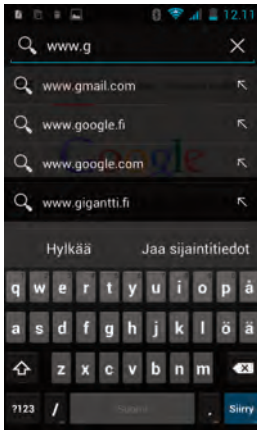 12.11
www.g
www.gmail.com
www.google.fi
www.google.com
www.gigantti.fi
Hylkää Jaa sijaintitiedot
q w e r t y u i o p å
a s d f g h j k l ö ä
z x c v b n m
?123 / Suomi . Siirry